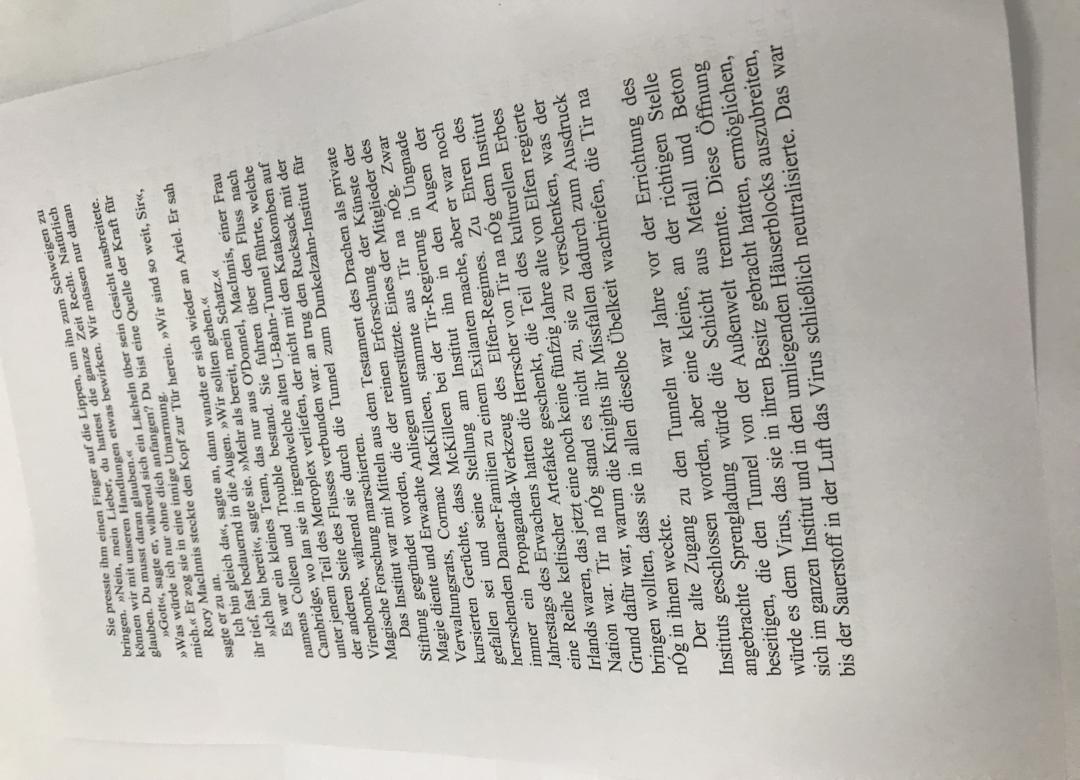 Sie presste ihm einen Finger auf die Lippen, um ihn zum Schweigen zu
bringen. »Nein, mein Lieber, du hattest die ganze Zeit Recht. Natürlich
können wir mit unseren Handlungen etwas bewirken. Wir müssen nur daran
glauben. Du musst daran glauben.«
»Gott«, sagte er, während sich ein Lächeln über sein Gesicht ausbreitete.
»Was würde ich nur ohne dich anfangen? Du bist eine Quelle der Kraft für
mich.« Er zog sie in eine innige Umarmung.
Rory MacInnis steckte den Kopf zur Tür herein. »Wir sind so weit, Sir«,
sagte er zu an.
Ich bin gleich da«, sagte an, dann wandte er sich wieder an Ariel. Er sah
ihr tief, fast bedauernd in die Augen. »Wir sollten gehen.«
»Ich bin bereit«, sagte sie. »Mehr als bereit, mein Schatz.«
Es war ein kleines Team, das nur aus O'Donnel, MacInnis, einer Frau
namens Colleen und Trouble bestand. Sie fuhren über den Fluss nach
Cambridge, wo Ian sie in irgendwelche alten U-Bahn-Tunnel führte, welche
unter jenem Teil des Metroplex verliefen, der nicht mit den Katakomben auf
der anderen Seite des Flusses verbunden war. an trug den Rucksack mit der
Virenbombe, während sie durch die Tunnel zum Dunkelzahn-Institut für
Magische Forschung marschierten.
Das Institut war mit Mitteln aus dem Testament des Drachen als private
Stiftung gegründet worden, die der reinen Erforschung der Künste der
Magie diente und Erwachte Anliegen unterstützte. Eines der Mitglieder des
Verwaltungsrats, Cormac MacKilleen, stammte aus Tir na nÓg. Zwar
kursierten Gerüchte, dass McKilleen bei der Tir-Regierung in Ungnade
gefallen sei und seine Stellung am Institut ihn in den Augen der
herrschenden Danaer-Familien zu einem Exilanten mache, aber er war noch
immer ein Propaganda-Werkzeug des Elfen-Regimes. Zu Ehren des
Jahrestags des Erwachens hatten die Herrscher von Tir na nÓg dem Institut
eine Reihe keltischer Artefakte geschenkt, die Teil des kulturellen Erbes
Irlands waren, das jetzt eine noch keine fünfzig Jahre alte von Elfen regierte
Nation war. Tir na nÓg stand es nicht zu, sie zu verschenken, was der
Grund dafür war, warum die Knights ihr Missfallen dadurch zum Ausdruck
bringen wollten, dass sie in allen dieselbe Übelkeit wachriefen, die Tir na
nÓg in ihnen weckte.
Der alte Zugang zu den Tunneln war Jahre vor der Errichtung des
Instituts geschlossen worden, aber eine kleine, an der richtigen Stelle
angebrachte Sprengladung würde die Schicht aus Metall und Beton
beseitigen, die den Tunnel von der Außenwelt trennte. Diese Öffnung
würde es dem Virus, das sie in ihren Besitz gebracht hatten, ermöglichen,
sich im ganzen Institut und in den umliegenden Häuserblocks auszubreiten,
bis der Sauerstoff in der Luft das Virus schließlich neutralisierte. Das war